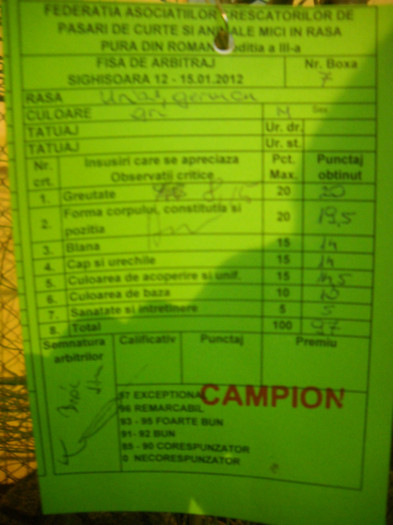 FEDERATIA ASOCIATIILOR CRESCATORILOR DE
PASARI DE CURTE SI ANIMALE MICI IN RASA
PURA DIN ROMANIA editia a III-a
FISA DE ARBITRAJ
SIGHISOARA 12 - 15.01.2012
Nr. Boxa
7
RASA Urias german
CULOARE gri M Sex
TATUAJ Ur. dr.
TATUAJ Ur. st.
Nr. crt. Insusiri care se apreciaza Observatii critice Pct. Max. Punctaj obtinut
1. Greutate 20 20
2. Forma corpului, constitutia si pozitia 20 19,5
3. Blana 15 14
4. Cap si urechile 15 14
5. Culoarea de acoperire si unif. 15 14,5
6. Culoarea de baza 10 10
7. Sanatate si intretinere 5 5
8. Total 100 97
Semnatura arbitrilor Calificativ Punctaj Premiu
97 EXCEPTIONAL
CAMPION
96 REMARCABIL
93 - 95 FOARTE BUN
91- 92 BUN
85 - 90 CORESPUNZATOR
0 NECORESPUNZATOR